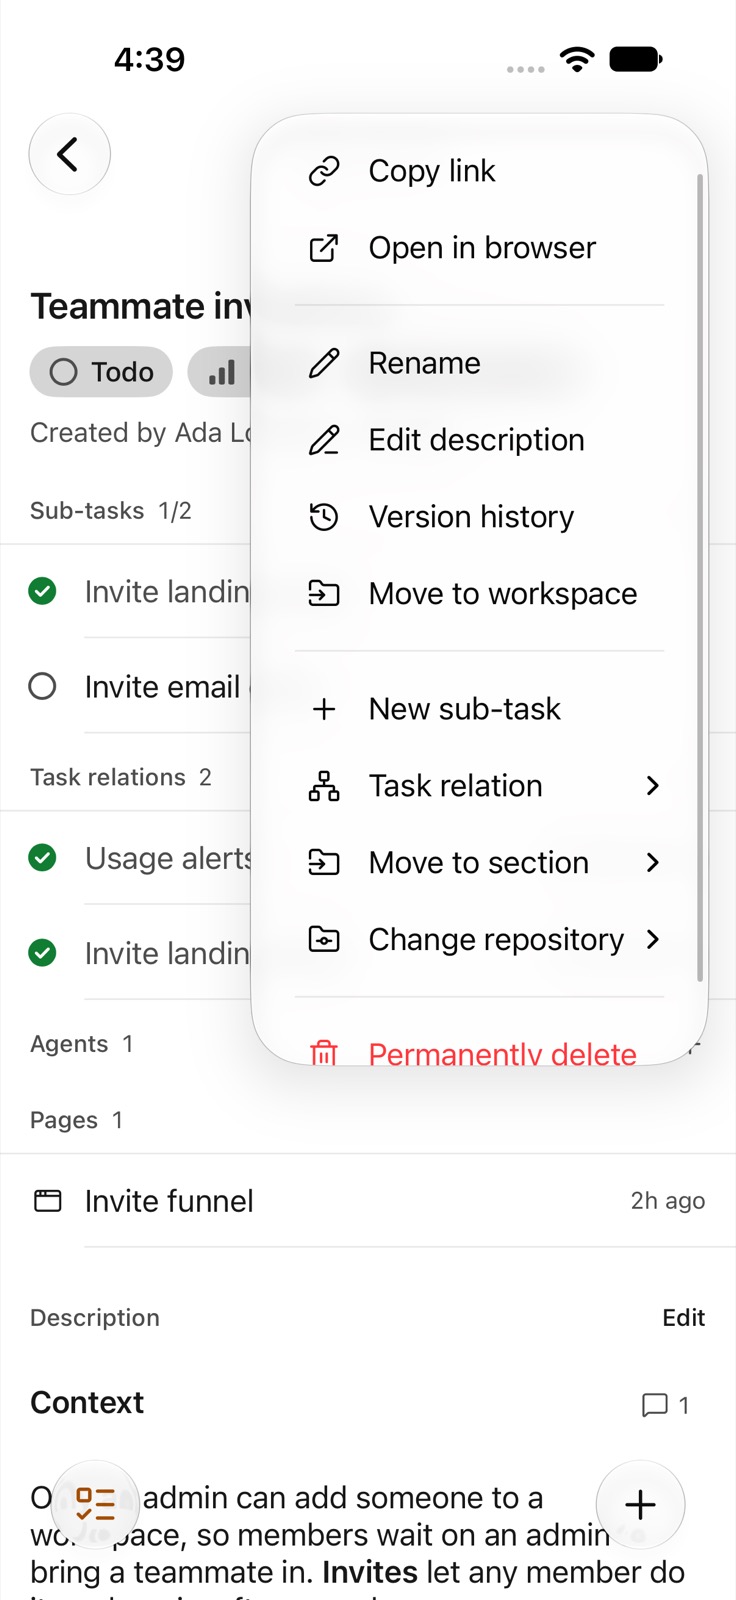 4:39
Copy link
Open in browser
Teammate inv
Rename
Todo
Edit description
Created by Ada Lo
Sub-tasks 1/2
Version history
Invite landin
Move to workspace
Invite email
New sub-task
Task relations 2
Task relation
Usage alerts
Move to section
Invite landin
Change repository
Agents 1
Permanently delete
Pages 1
Invite funnel 2h ago
Description Edit
Context 1
admin can add someone to a
so members wait on an admin
bring a teammate in. Invites let any member do